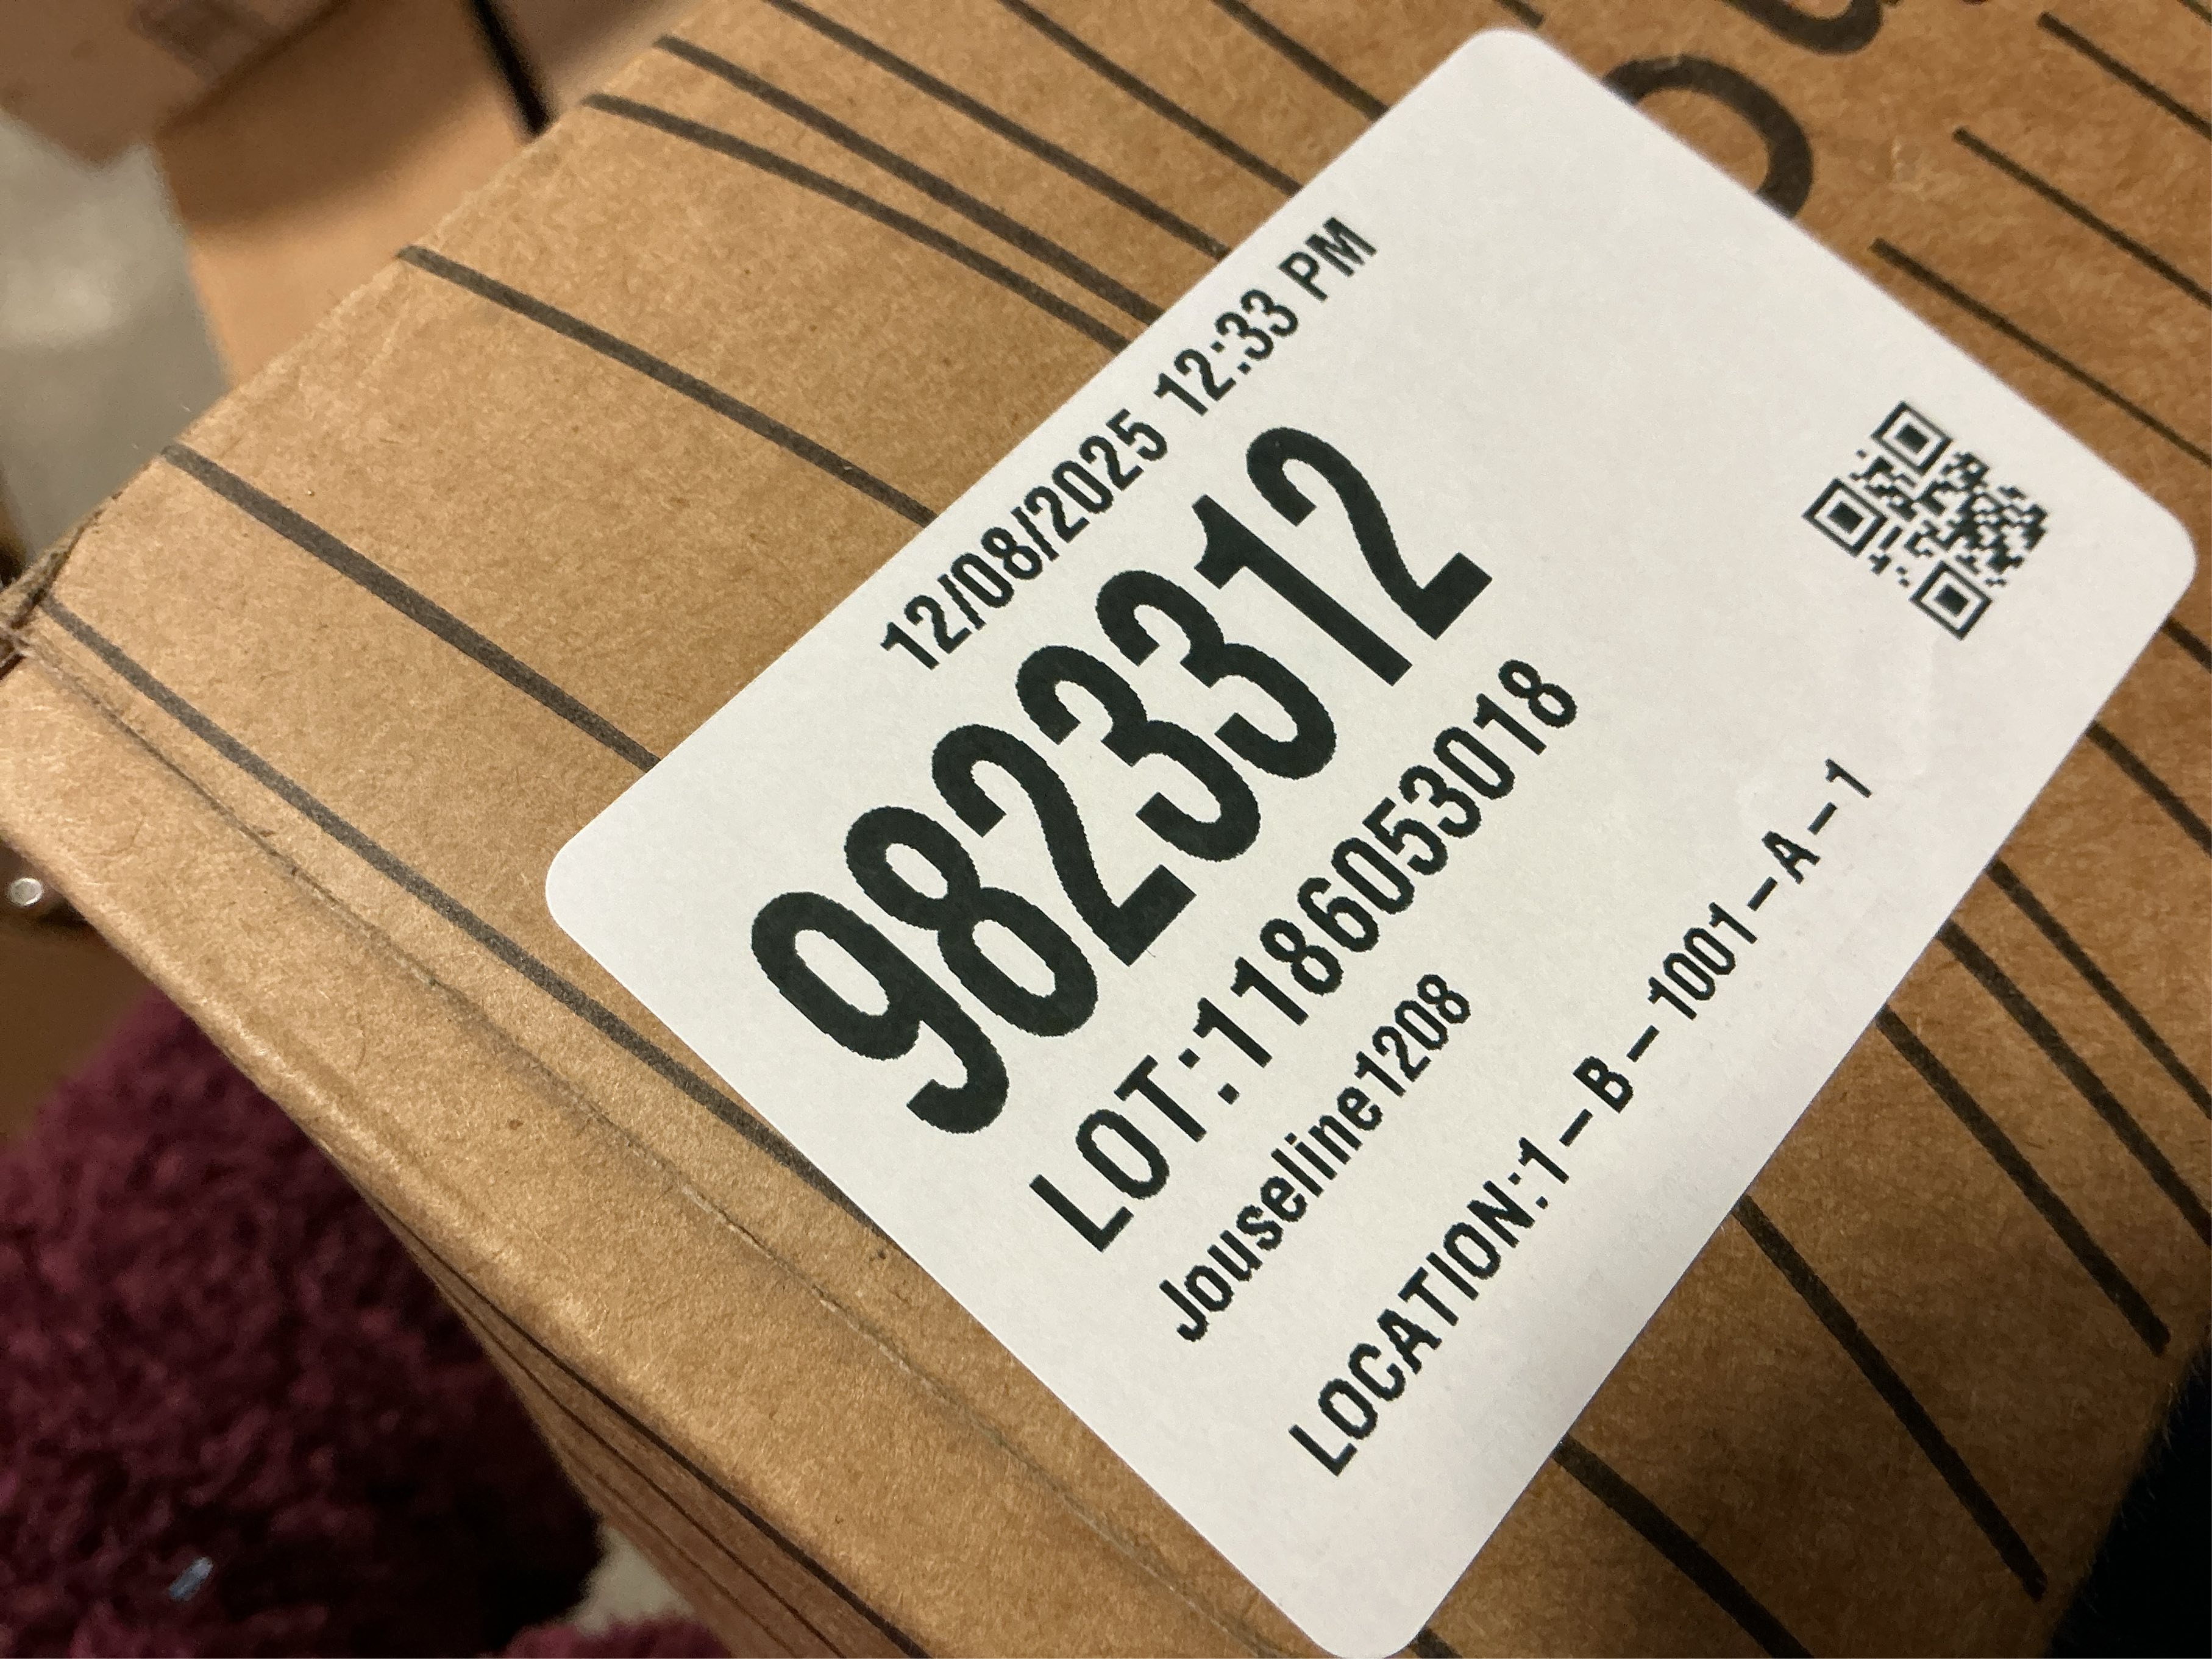 12/08/2025 12:33 PM
9823312
LOT:1186053018
Jouseline1208
LOCATION:1-B-1001-A-1